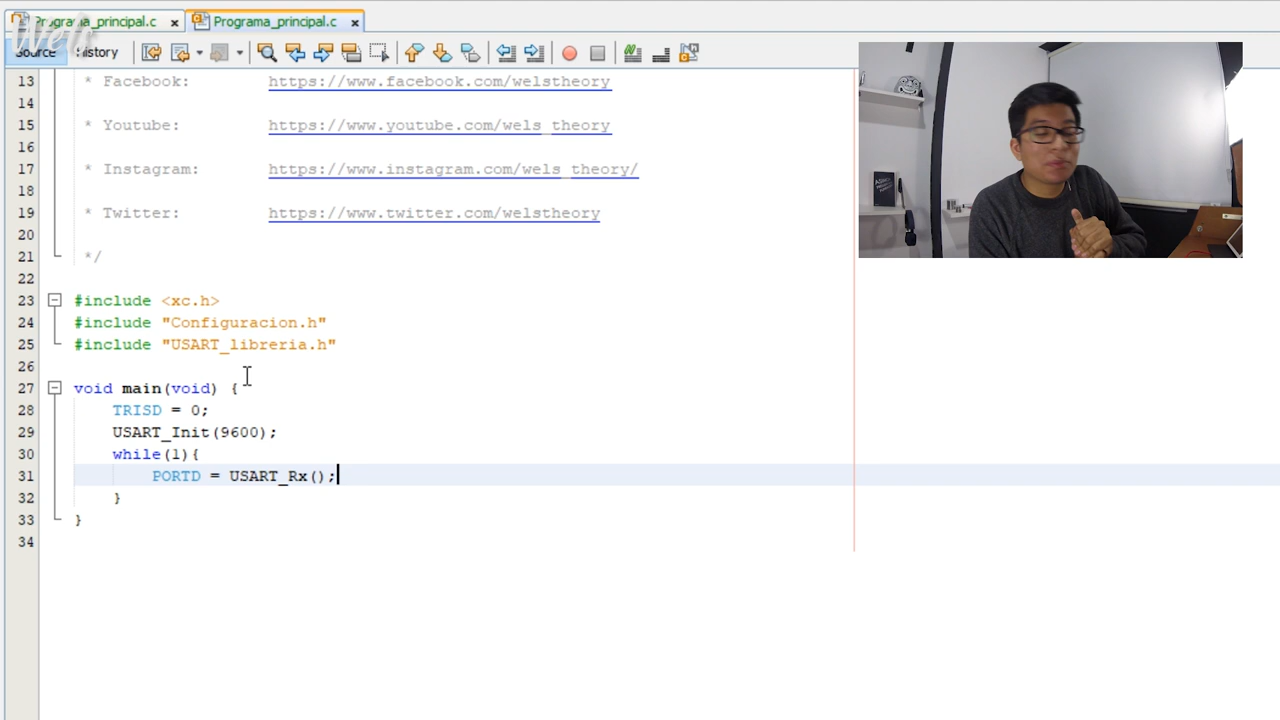 Programa_principal.c x Programa_principal.c x
Wels
Source History
13 * Facebook: https://www.facebook.com/welstheory
14
15 * Youtube: https://www.youtube.com/wels_theory
16
17 * Instagram: https://www.instagram.com/wels_theory/
18
19 * Twitter: https://www.twitter.com/welstheory
20
21 */
22
23 #include <xc.h>
24 #include "Configuracion.h"
25 #include "USART_libreria.h"
26
27 void main(void) {
28 TRISD = 0;
29 USART_Init(9600);
30 while(1){
31 PORTD = USART_Rx();
32 }
33 }
34